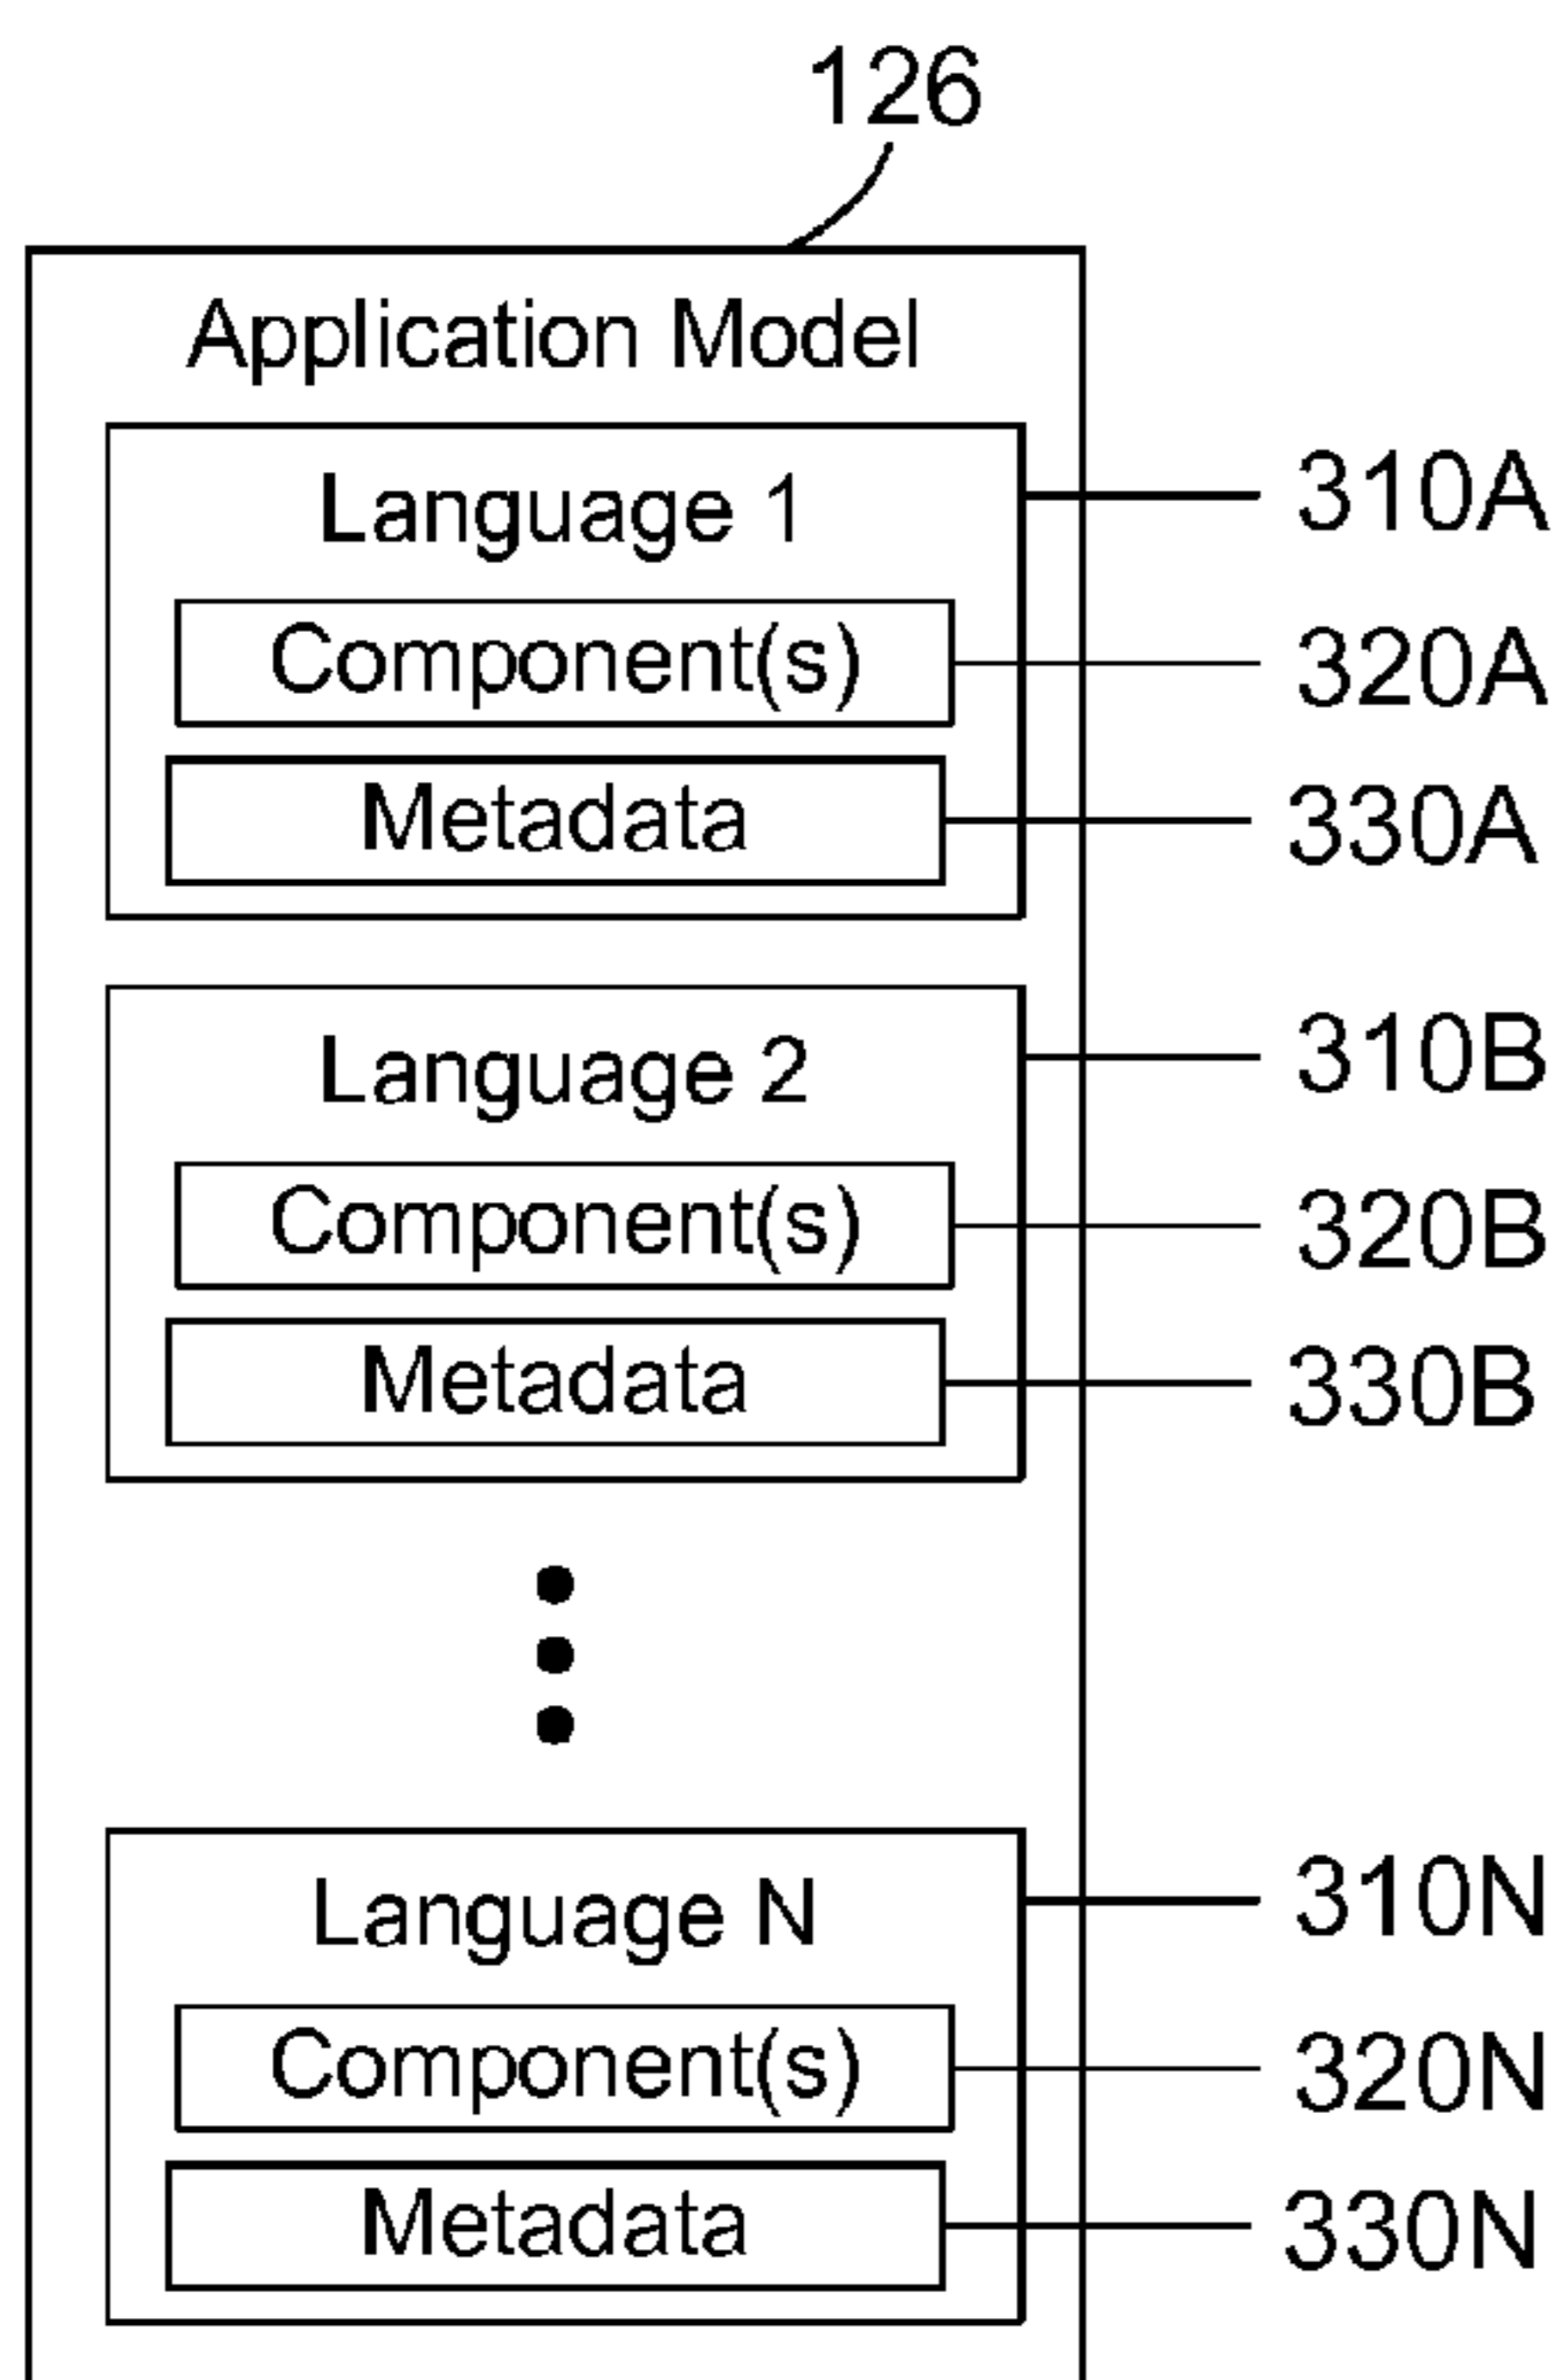 126
Application Model
Language 1
310A
Component(s)
320A
Metadata
330A
Language 2
310B
Component(s)
320B
Metadata
330B
Language N
310N
Component(s)
320N
Metadata
330N